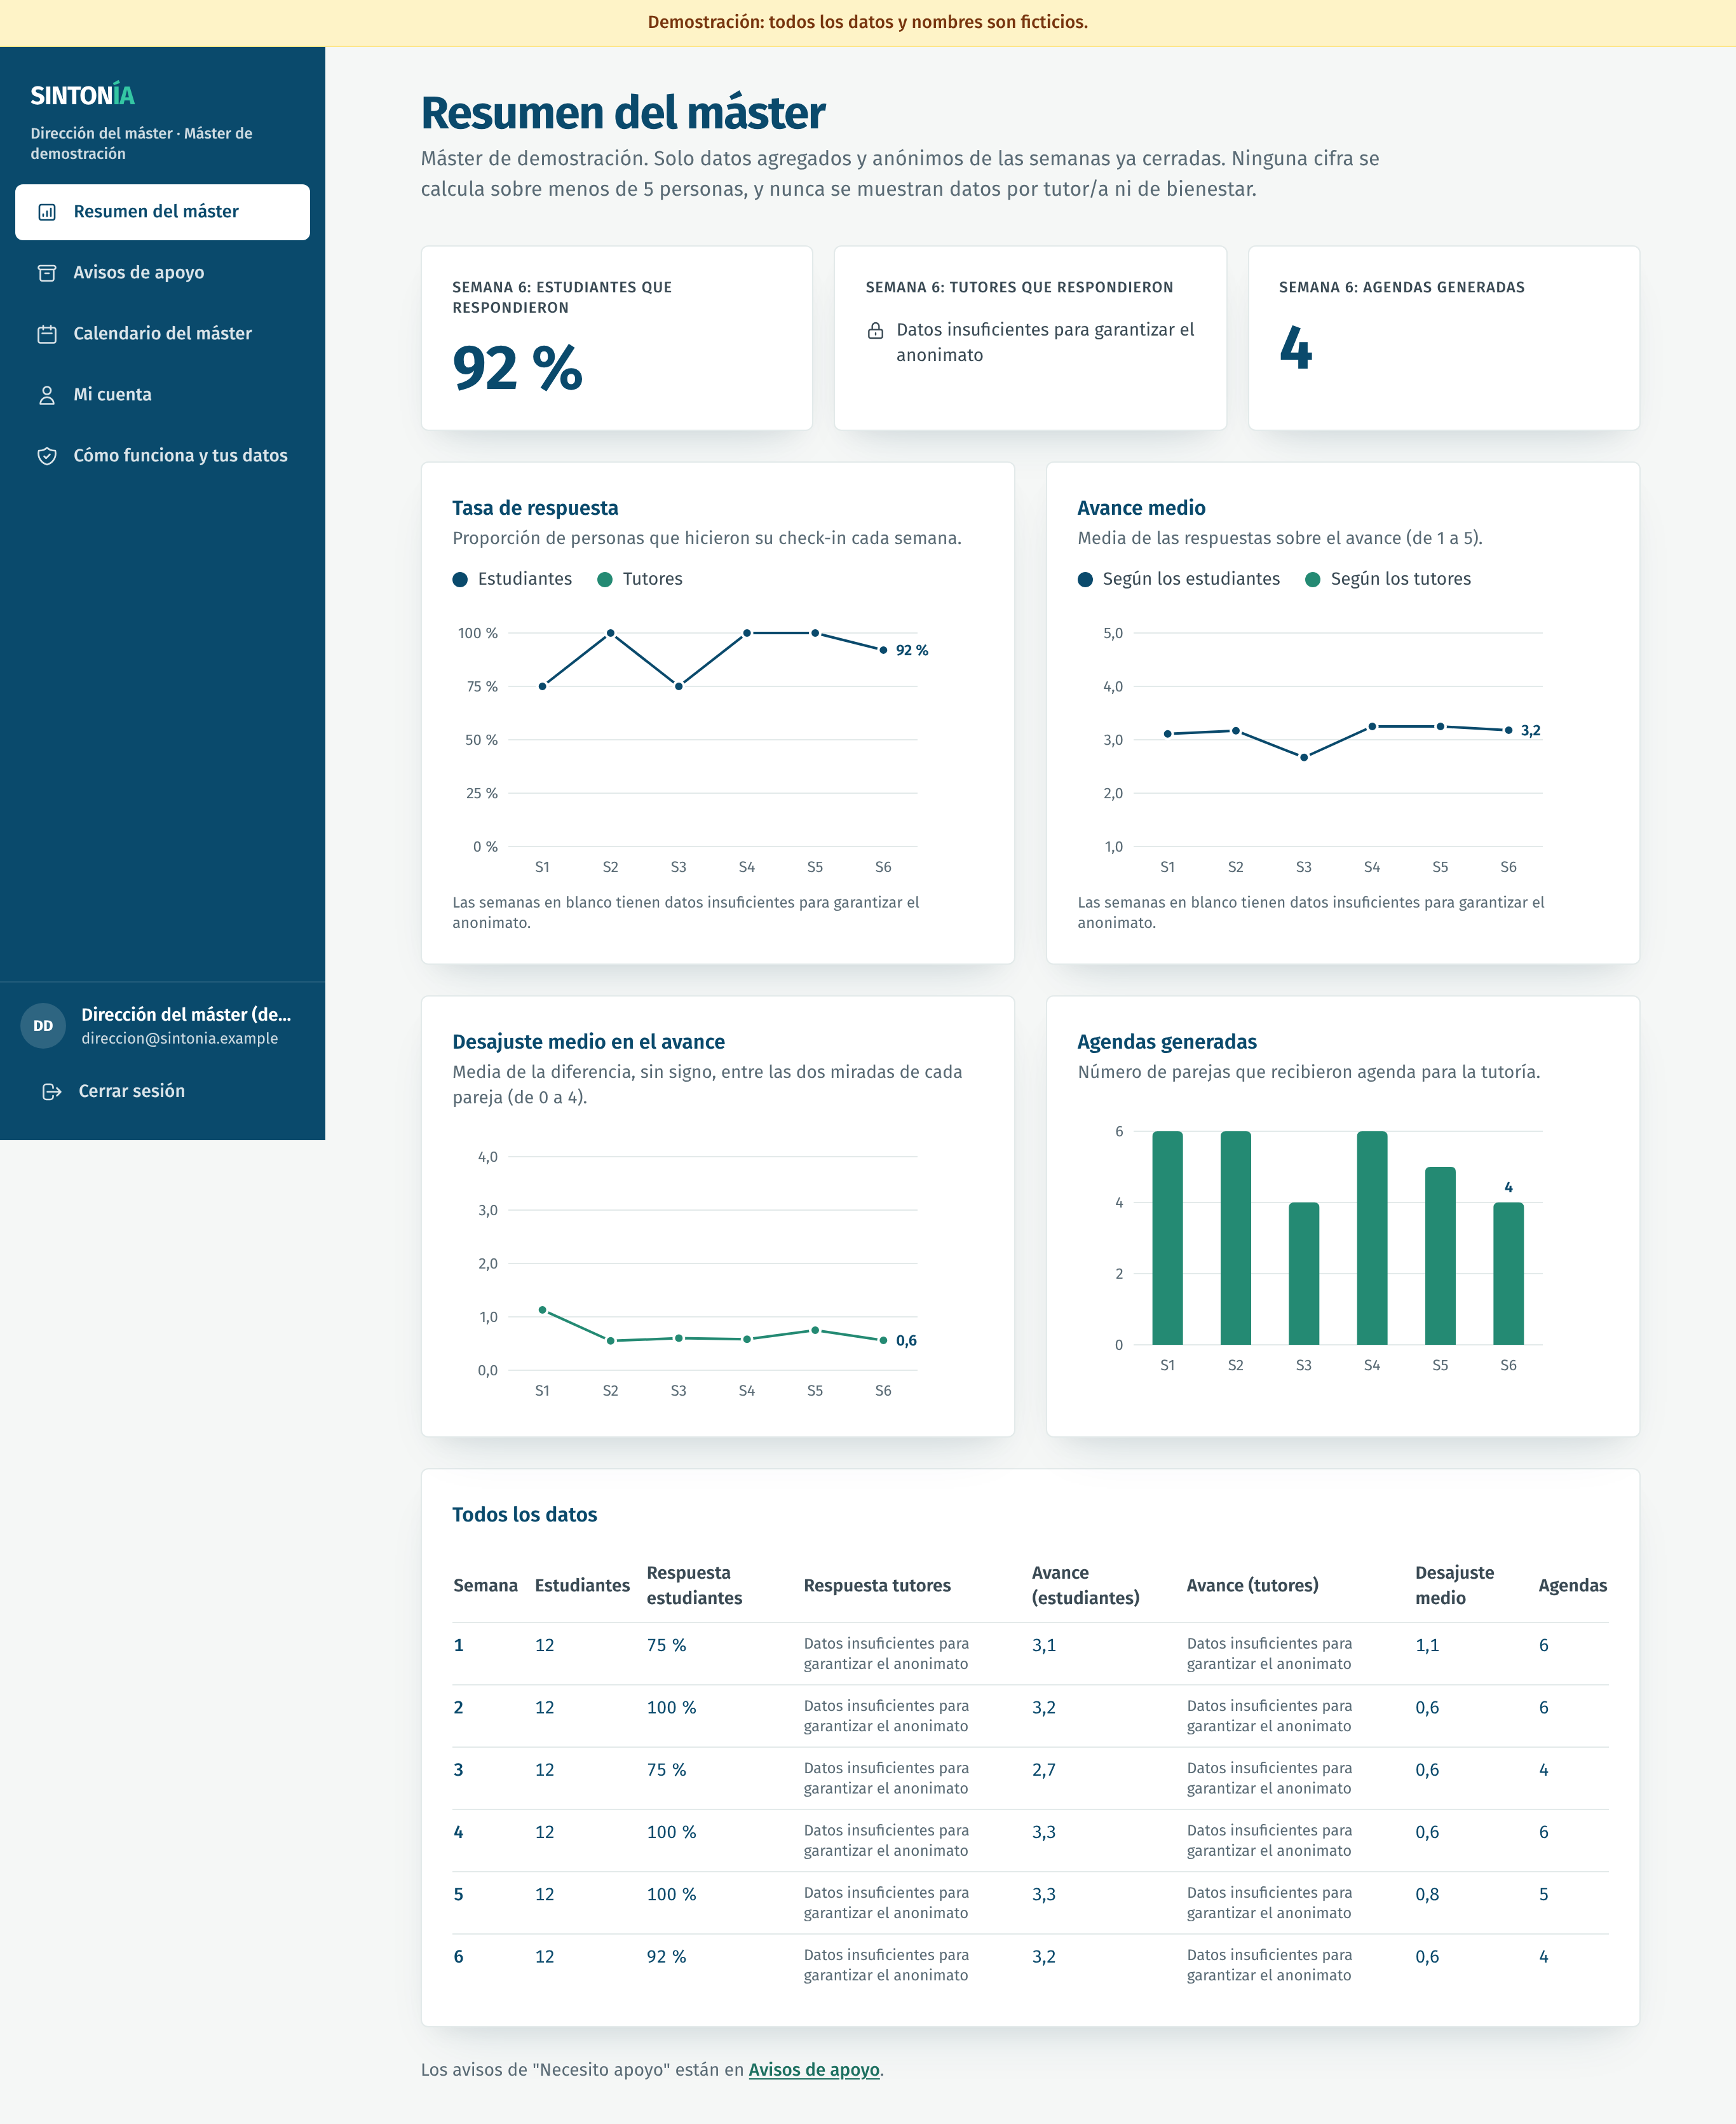 Demostración: todos los datos y nombres son ficticios.
SINTONÍA
Dirección del máster · Máster de
demostración
Resumen del máster
Avisos de apoyo
Calendario del máster
Mi cuenta
Cómo funciona y tus datos
DD
Dirección del máster (de...
direccion@sintonia.example
Cerrar sesión
Resumen del máster
Máster de demostración. Solo datos agregados y anónimos de las semanas ya cerradas. Ninguna cifra se
calcula sobre menos de 5 personas, y nunca se muestran datos por tutor/a ni de bienestar.
SEMANA 6: ESTUDIANTES QUE
RESPONDIERON
92 %
SEMANA 6: TUTORES QUE RESPONDIERON
Datos insuficientes para garantizar el
anonimato
SEMANA 6: AGENDAS GENERADAS
4
Tasa de respuesta
Proporción de personas que hicieron su check-in cada semana.
Estudiantes Tutores
100 %
75 %
50 %
25 %
0 %
92 %
S1 S2 S3 S4 S5 S6
Las semanas en blanco tienen datos insuficientes para garantizar el
anonimato.
Avance medio
Media de las respuestas sobre el avance (de 1 a 5).
Según los estudiantes Según los tutores
5,0
4,0
3,0
2,0
1,0
3,2
S1 S2 S3 S4 S5 S6
Las semanas en blanco tienen datos insuficientes para garantizar el
anonimato.
Desajuste medio en el avance
Media de la diferencia, sin signo, entre las dos miradas de cada
pareja (de 0 a 4).
4,0
3,0
2,0
1,0
0,0
0,6
S1 S2 S3 S4 S5 S6
Agendas generadas
Número de parejas que recibieron agenda para la tutoría.
6
4
2
0
4
S1 S2 S3 S4 S5 S6
Todos los datos
Semana Estudiantes Respuesta estudiantes Respuesta tutores Avance (estudiantes) Avance (tutores) Desajuste medio Agendas
1 12 75 % Datos insuficientes para garantizar el anonimato 3,1 Datos insuficientes para garantizar el anonimato 1,1 6
2 12 100 % Datos insuficientes para garantizar el anonimato 3,2 Datos insuficientes para garantizar el anonimato 0,6 6
3 12 75 % Datos insuficientes para garantizar el anonimato 2,7 Datos insuficientes para garantizar el anonimato 0,6 4
4 12 100 % Datos insuficientes para garantizar el anonimato 3,3 Datos insuficientes para garantizar el anonimato 0,6 6
5 12 100 % Datos insuficientes para garantizar el anonimato 3,3 Datos insuficientes para garantizar el anonimato 0,8 5
6 12 92 % Datos insuficientes para garantizar el anonimato 3,2 Datos insuficientes para garantizar el anonimato 0,6 4
Los avisos de "Necesito apoyo" están en Avisos de apoyo.